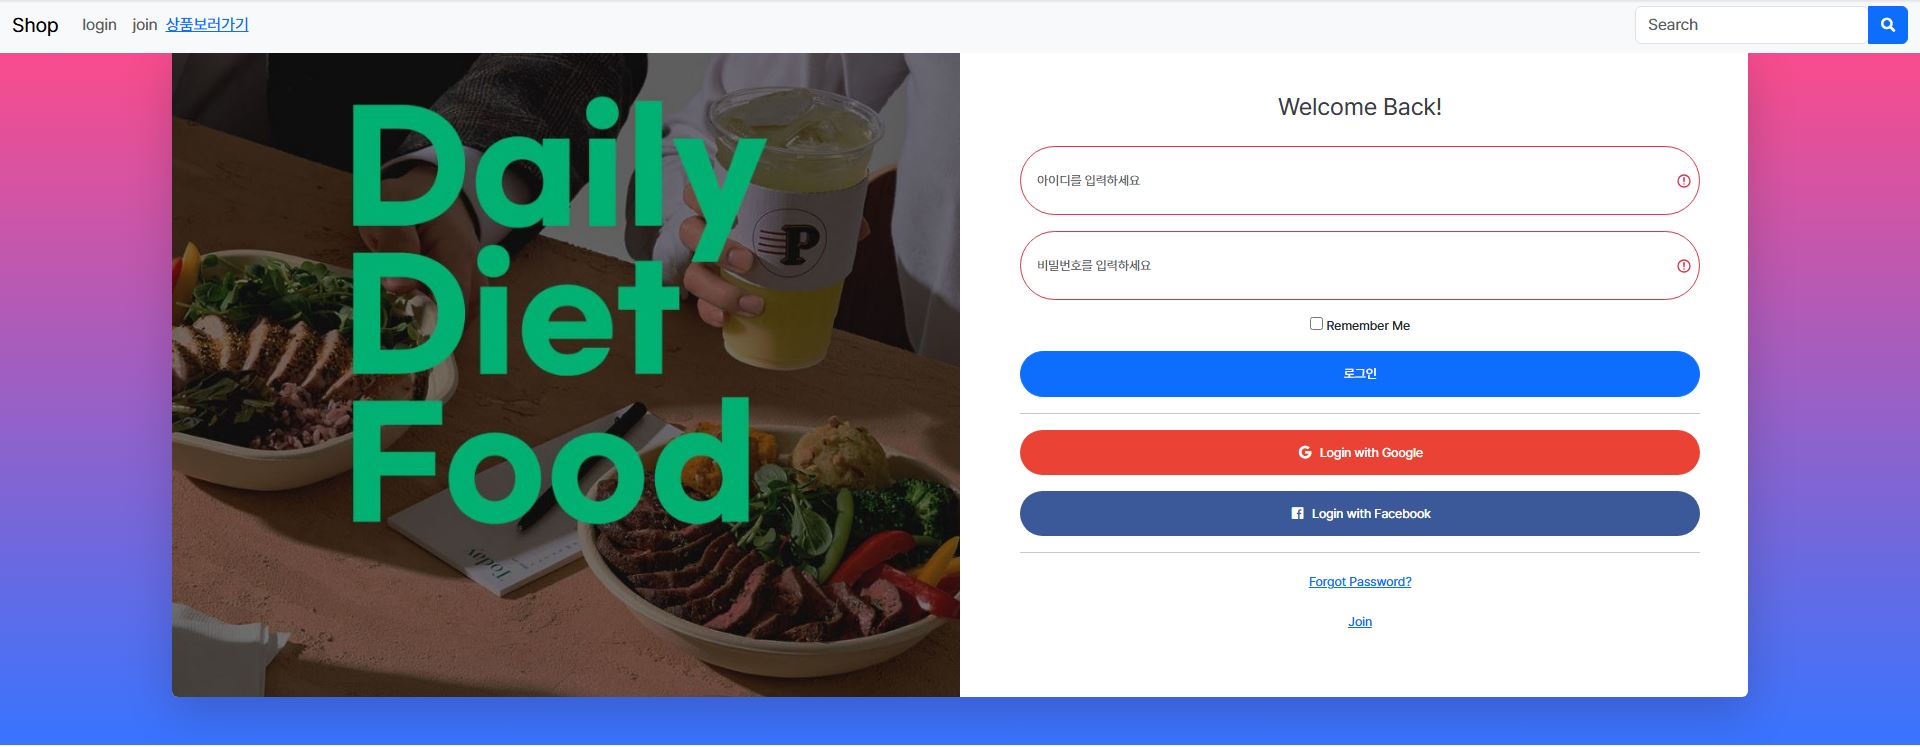 Shop login join 상품보러가기 Search
Daily
Diet
Food
P
Today
Welcome Back!
아이디를 입력하세요
비밀번호를 입력하세요
Remember Me
로그인
Login with Google
Login with Facebook
Forgot Password?
Join